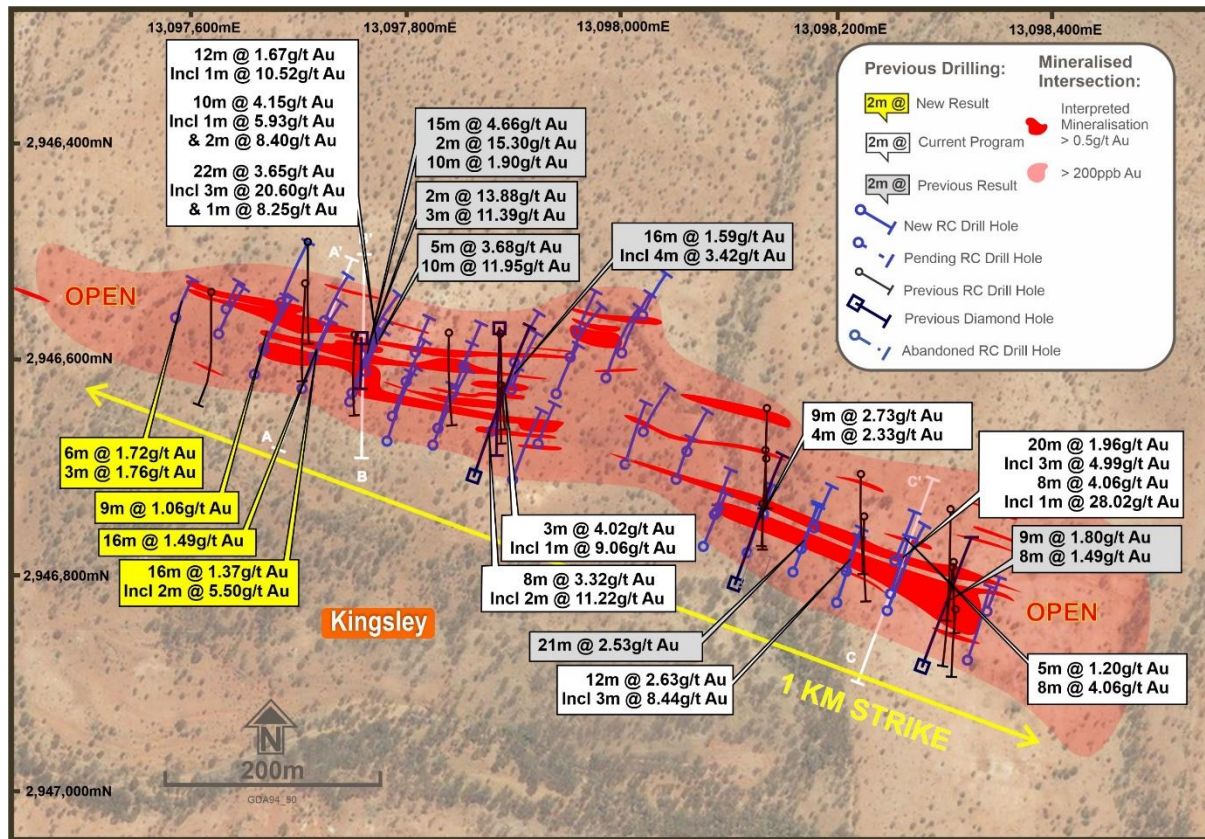 13,097,600mE
13,097,800mE
13,098,000mE
13,098,200mE
13,098,400mE
2,946,400mN
2,946,600mN
2,946,800mN
2,947,000mN
12m @ 1.67g/t Au
Incl 1m @ 10.52g/t Au
10m @ 4.15g/t Au
Incl 1m @ 5.93g/t Au
& 2m @ 8.40g/t Au
22m @ 3.65g/t Au
Incl 3m @ 20.60g/t Au
& 1m @ 8.25g/t Au
15m @ 4.66g/t Au
2m @ 15.30g/t Au
10m @ 1.90g/t Au
2m @ 13.88g/t Au
3m @ 11.39g/t Au
5m @ 3.68g/t Au
10m @ 11.95g/t Au
16m @ 1.59g/t Au
Incl 4m @ 3.42g/t Au
Previous Drilling:
2m @ New Result
2m @ Current Program
2m @ Previous Result
New RC Drill Hole
Pending RC Drill Hole
Previous RC Drill Hole
Previous Diamond Hole
Abandoned RC Drill Hole
Mineralised
Intersection:
Interpreted
Mineralisation
> 0.5g/t Au
> 200ppb Au
A'
B'
OPEN
A
B
6m @ 1.72g/t Au
3m @ 1.76g/t Au
9m @ 1.06g/t Au
16m @ 1.49g/t Au
16m @ 1.37g/t Au
Incl 2m @ 5.50g/t Au
3m @ 4.02g/t Au
Incl 1m @ 9.06g/t Au
8m @ 3.32g/t Au
Incl 2m @ 11.22g/t Au
9m @ 2.73g/t Au
4m @ 2.33g/t Au
20m @ 1.96g/t Au
Incl 3m @ 4.99g/t Au
8m @ 4.06g/t Au
Incl 1m @ 28.02g/t Au
C'
9m @ 1.80g/t Au
8m @ 1.49g/t Au
OPEN
Kingsley
21m @ 2.53g/t Au
12m @ 2.63g/t Au
Incl 3m @ 8.44g/t Au
C
5m @ 1.20g/t Au
8m @ 4.06g/t Au
1 KM STRIKE
N
200m
GDA94_50